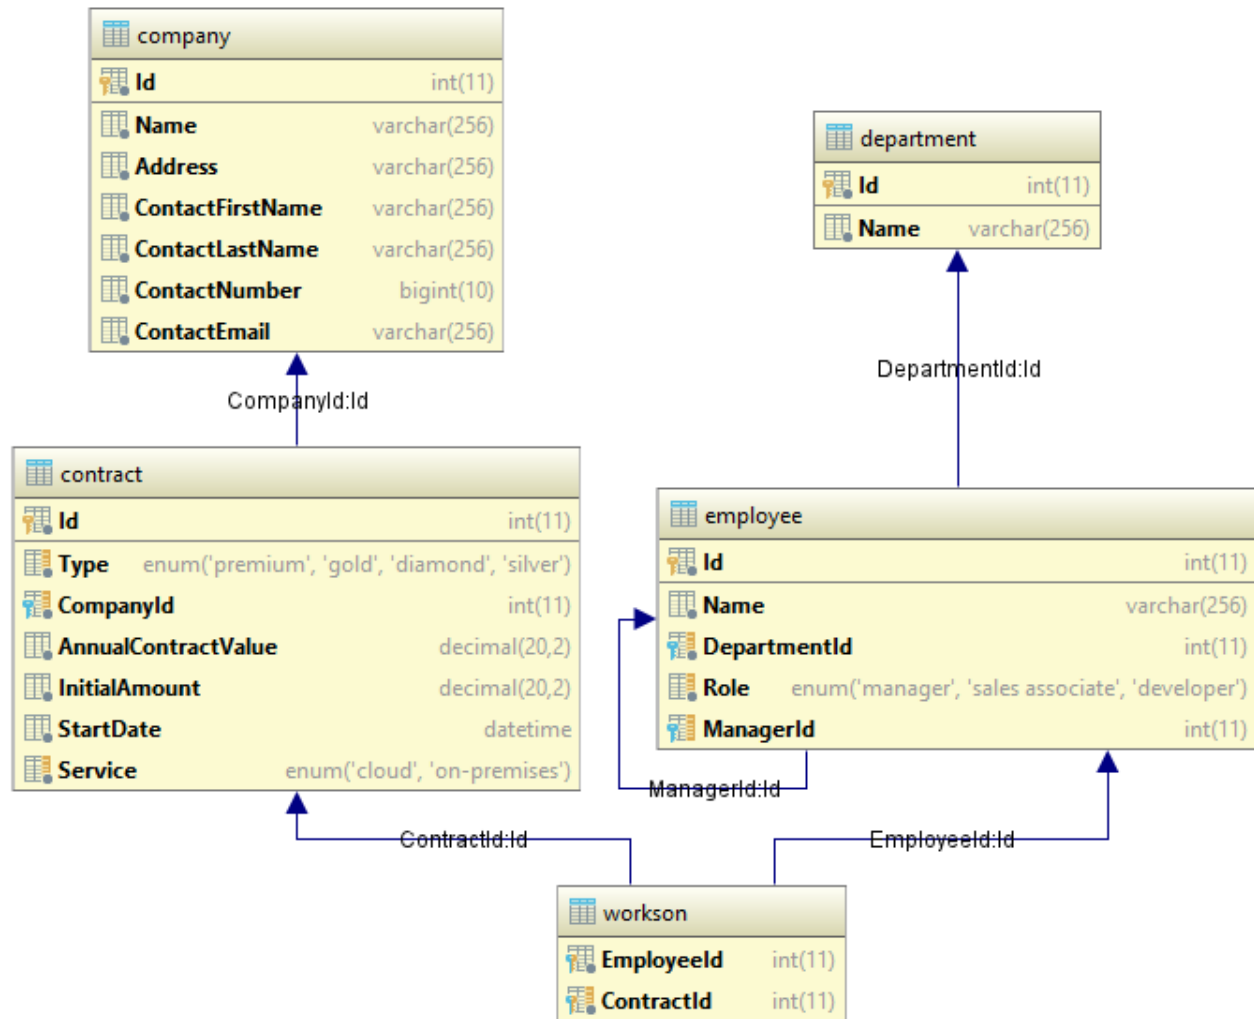 company
Id int(11)
Name varchar(256)
Address varchar(256)
ContactFirstName varchar(256)
ContactLastName varchar(256)
ContactNumber bigint(10)
ContactEmail varchar(256)
department
Id int(11)
Name varchar(256)
CompanyId:Id
DepartmentId:Id
contract
Id int(11)
Type enum('premium', 'gold', 'diamond', 'silver')
CompanyId int(11)
AnnualContractValue decimal(20,2)
InitialAmount decimal(20,2)
StartDate datetime
Service enum('cloud', 'on-premises')
employee
Id int(11)
Name varchar(256)
DepartmentId int(11)
Role enum('manager', 'sales associate', 'developer')
ManagerId int(11)
ManagerId:Id
ContractId:Id
EmployeeId:Id
workson
EmployeeId int(11)
ContractId int(11)